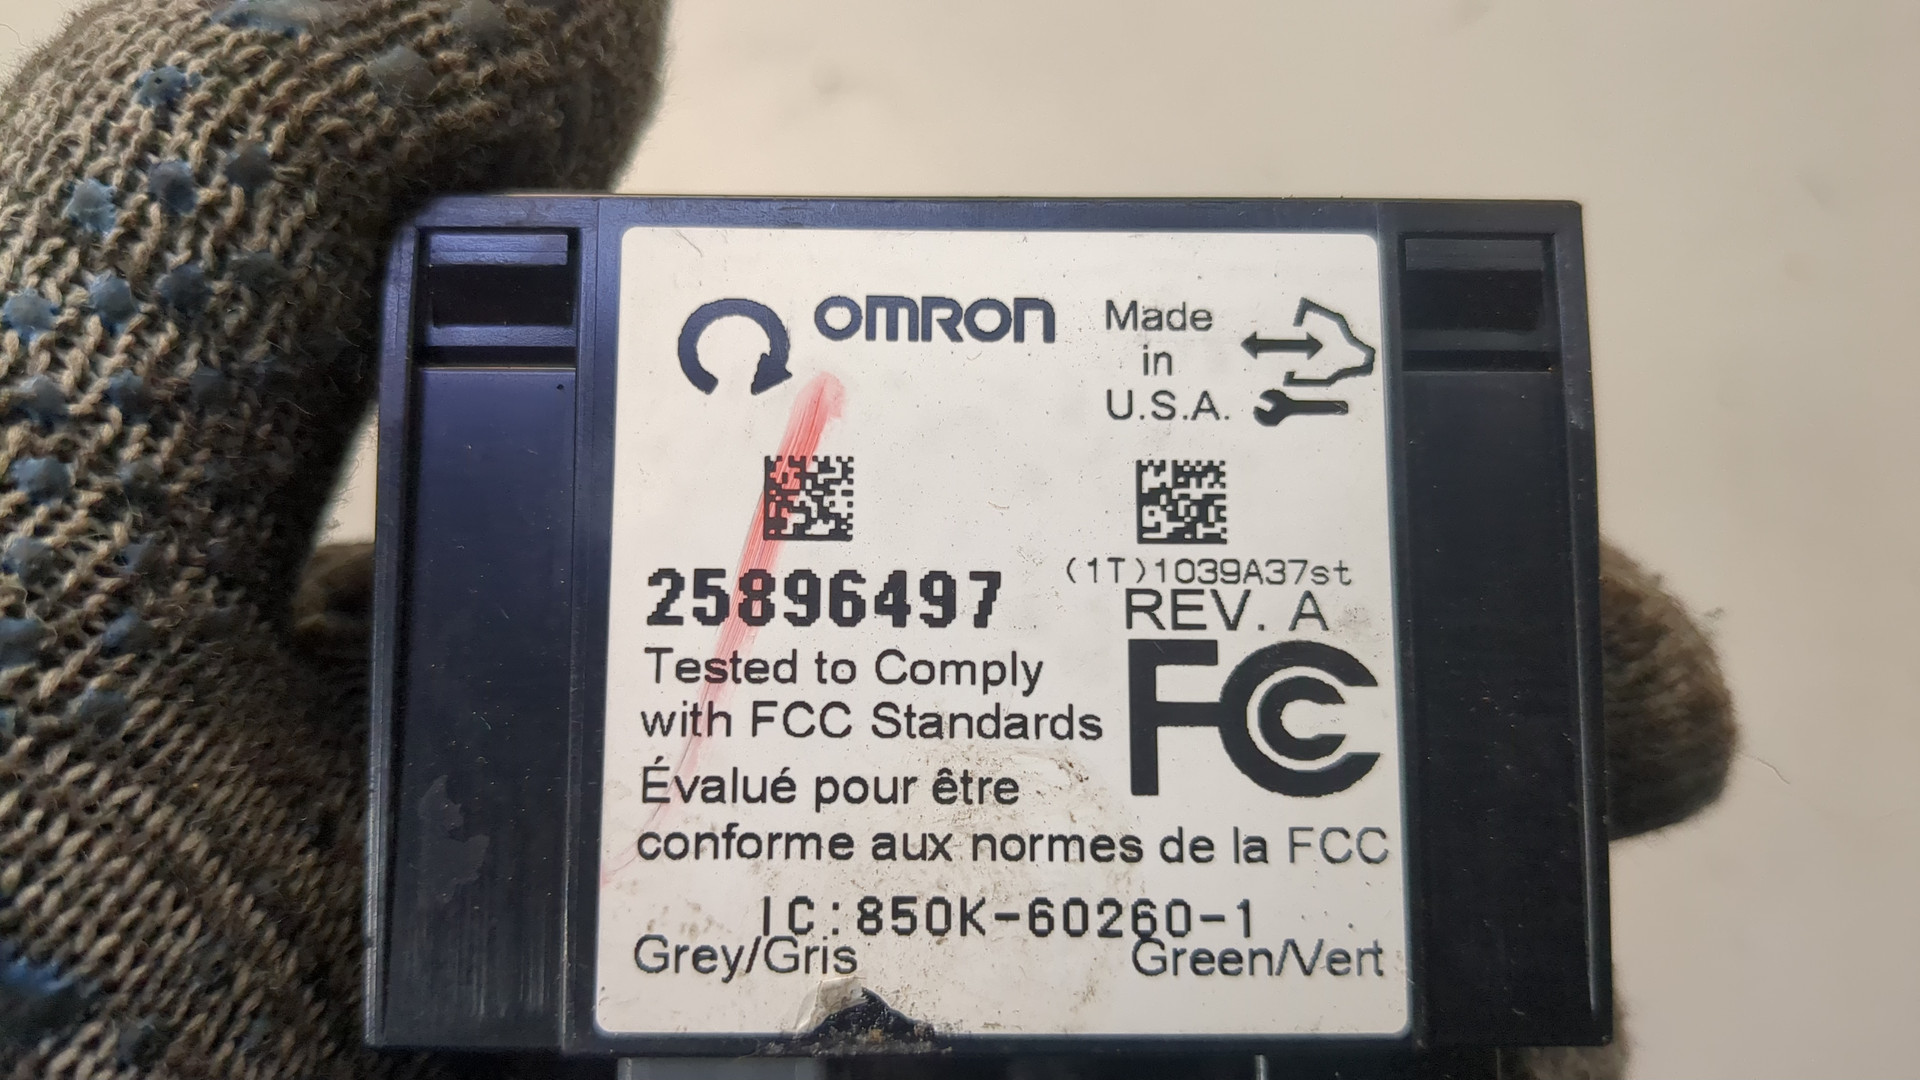 OMRON
Made
in
U.S.A.
25896497
(1T)1039A37st
REV. A
Tested to Comply
with FCC Standards
FC
Évalué pour être
conforme aux normes de la FCC
IC:850K-60260-1
Grey/Gris
Green/Vert